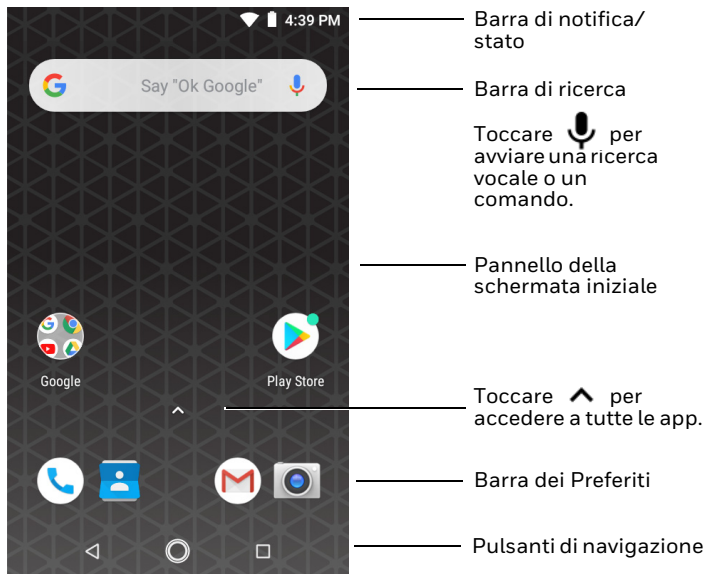 4:39 PM
Barra di notifica/
stato
Say "Ok Google"
Barra di ricerca
Toccare per
avviare una ricerca
vocale o un
comando.
Pannello della
schermata iniziale
Google
Play Store
Toccare per
accedere a tutte le app.
Barra dei Preferiti
Pulsanti di navigazione